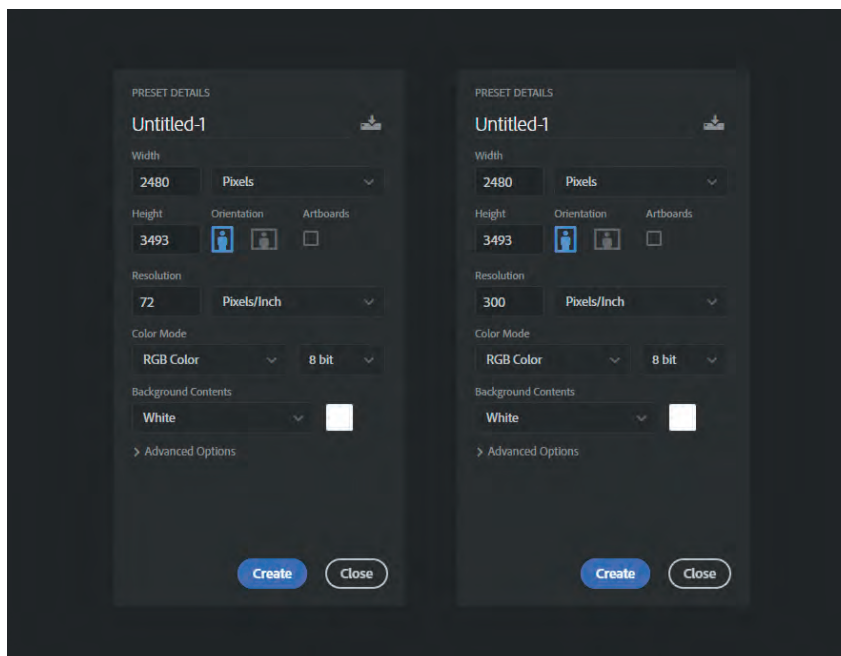 PRESET DETAILS
Untitled-1
Width
2480 Pixels
Height Orientation Artboards
3493
Resolution
72 Pixels/Inch
Color Mode
RGB Color 8 bit
Background Contents
White
Advanced Options
Create Close
PRESET DETAILS
Untitled-1
Width
2480 Pixels
Height Orientation Artboards
3493
Resolution
300 Pixels/Inch
Color Mode
RGB Color 8 bit
Background Contents
White
Advanced Options
Create Close